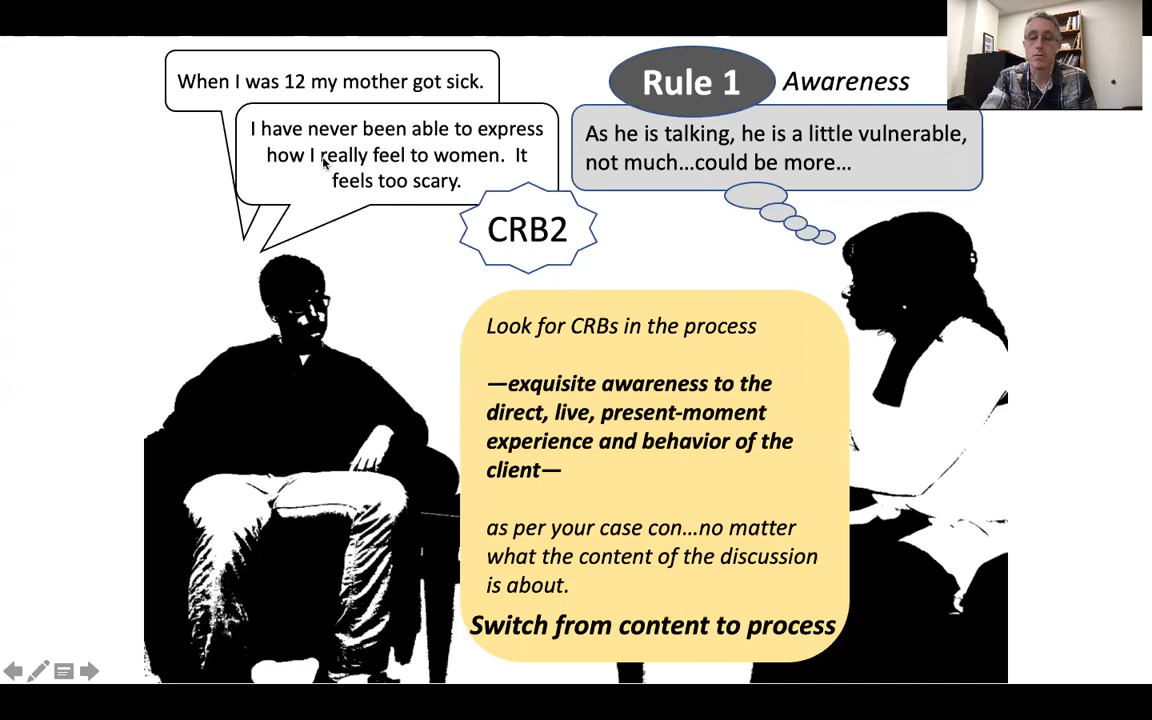 When I was 12 my mother got sick.
I have never been able to express
how I really feel to women.  It
feels too scary.
CRB2
Rule 1
Awareness
As he is talking, he is a little vulnerable,
not much...could be more...
Look for CRBs in the process
—exquisite awareness to the
direct, live, present-moment
experience and behavior of the
client—
as per your case con...no matter
what the content of the discussion
is about.
Switch from content to process